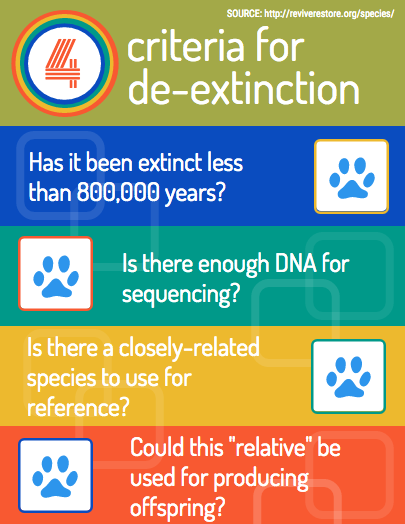 SOURCE: http://reviverestore.org/species/
4
criteria for
de-extinction
Has it been extinct less
than 800,000 years?
Is there enough DNA for
sequencing?
Is there a closely-related
species to use for
reference?
Could this "relative" be
used for producing
offspring?